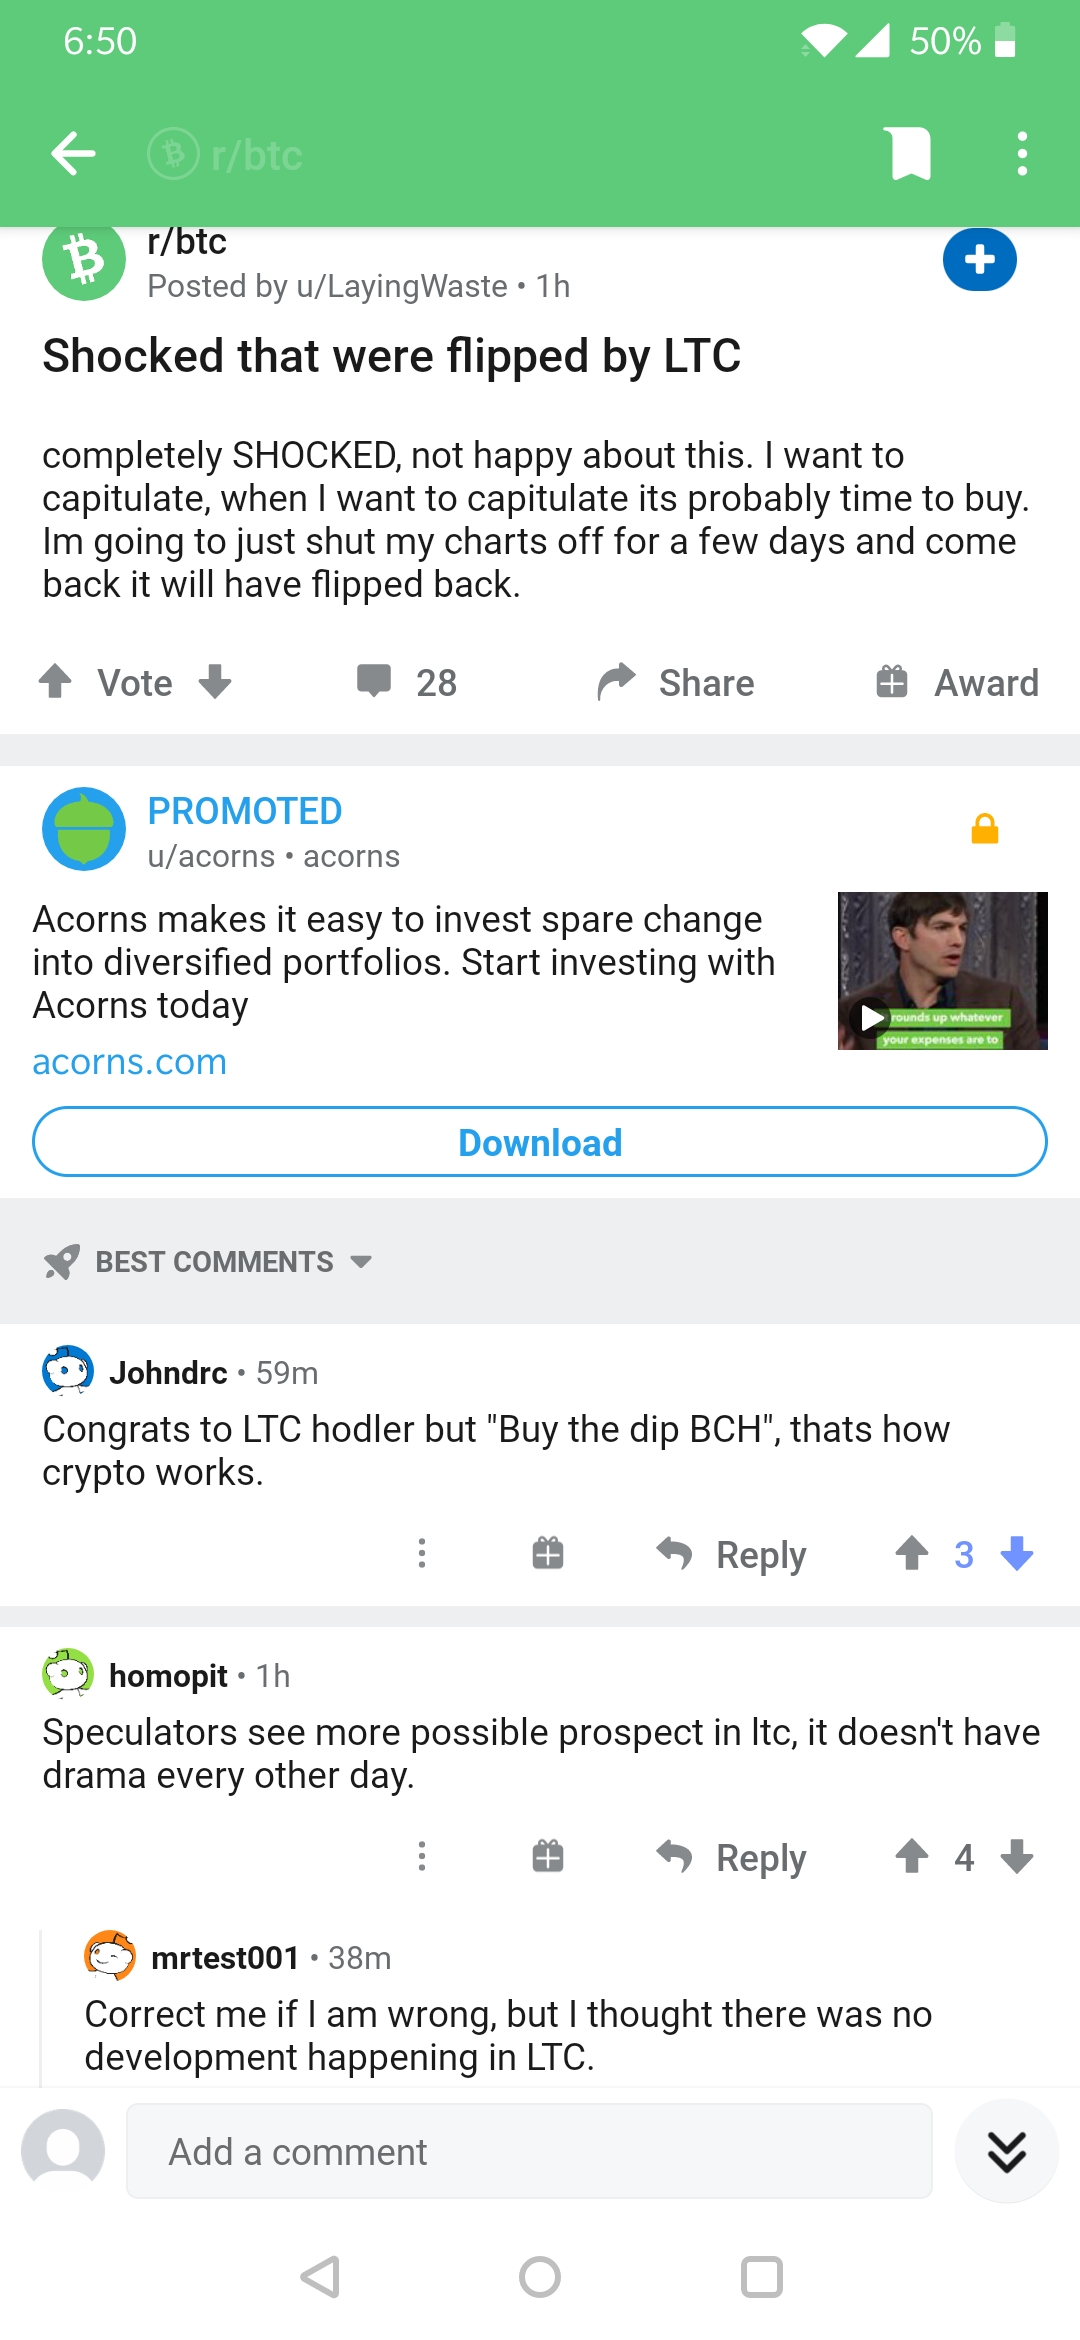 6:50
50%
r/btc
r/btc
Posted by u/LayingWaste • 1h
Shocked that were flipped by LTC
completely SHOCKED, not happy about this. I want to
capitulate, when I want to capitulate its probably time to buy.
Im going to just shut my charts off for a few days and come
back it will have flipped back.
Vote
28
Share
Award
PROMOTED
u/acorns • acorns
Acorns makes it easy to invest spare change
into diversified portfolios. Start investing with
Acorns today
rounds up whatever
your expenses are to
acorns.com
Download
BEST COMMENTS
Johndrc • 59m
Congrats to LTC hodler but "Buy the dip BCH", thats how
crypto works.
Reply
3
homopit • 1h
Speculators see more possible prospect in ltc, it doesn't have
drama every other day.
Reply
4
mrtest001 • 38m
Correct me if I am wrong, but I thought there was no
development happening in LTC.
Add a comment